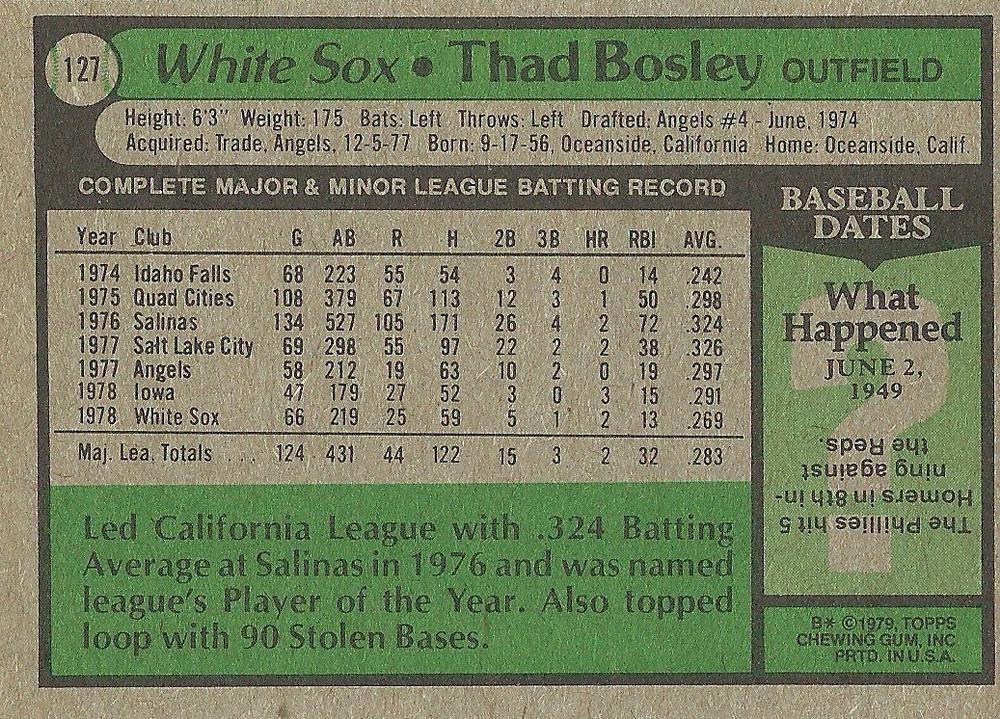 127 White Sox • Thad Bosley OUTFIELD
Height: 6'3" Weight: 175 Bats: Left Throws: Left Drafted: Angels #4 - June, 1974
Acquired: Trade, Angels, 12-5-77 Born: 9-17-56, Oceanside, California Home: Oceanside, Calif.
COMPLETE MAJOR & MINOR LEAGUE BATTING RECORD
Year Club G AB R H 2B 3B HR RBI AVG.
1974 Idaho Falls 68 223 55 54 3 4 0 14 .242
1975 Quad Cities 108 379 67 113 12 3 1 50 .298
1976 Salinas 134 527 105 171 26 4 2 72 .324
1977 Salt Lake City 69 298 55 97 22 2 2 38 .326
1977 Angels 58 212 19 63 10 2 0 19 .297
1978 Iowa 47 179 27 52 3 0 3 15 .291
1978 White Sox 66 219 25 59 5 1 2 13 .269
Maj. Lea. Totals ... 124 431 44 122 15 3 2 32 .283
Led California League with .324 Batting
Average at Salinas in 1976 and was named
league's Player of the Year. Also topped
loop with 90 Stolen Bases.
BASEBALL
DATES
What
Happened
JUNE 2,
1949
The Phillies hit 5
Homers in 8th in-
ning against
the Reds.
B* ©1979, TOPPS
CHEWING GUM, INC
PRTD. IN U.S.A.